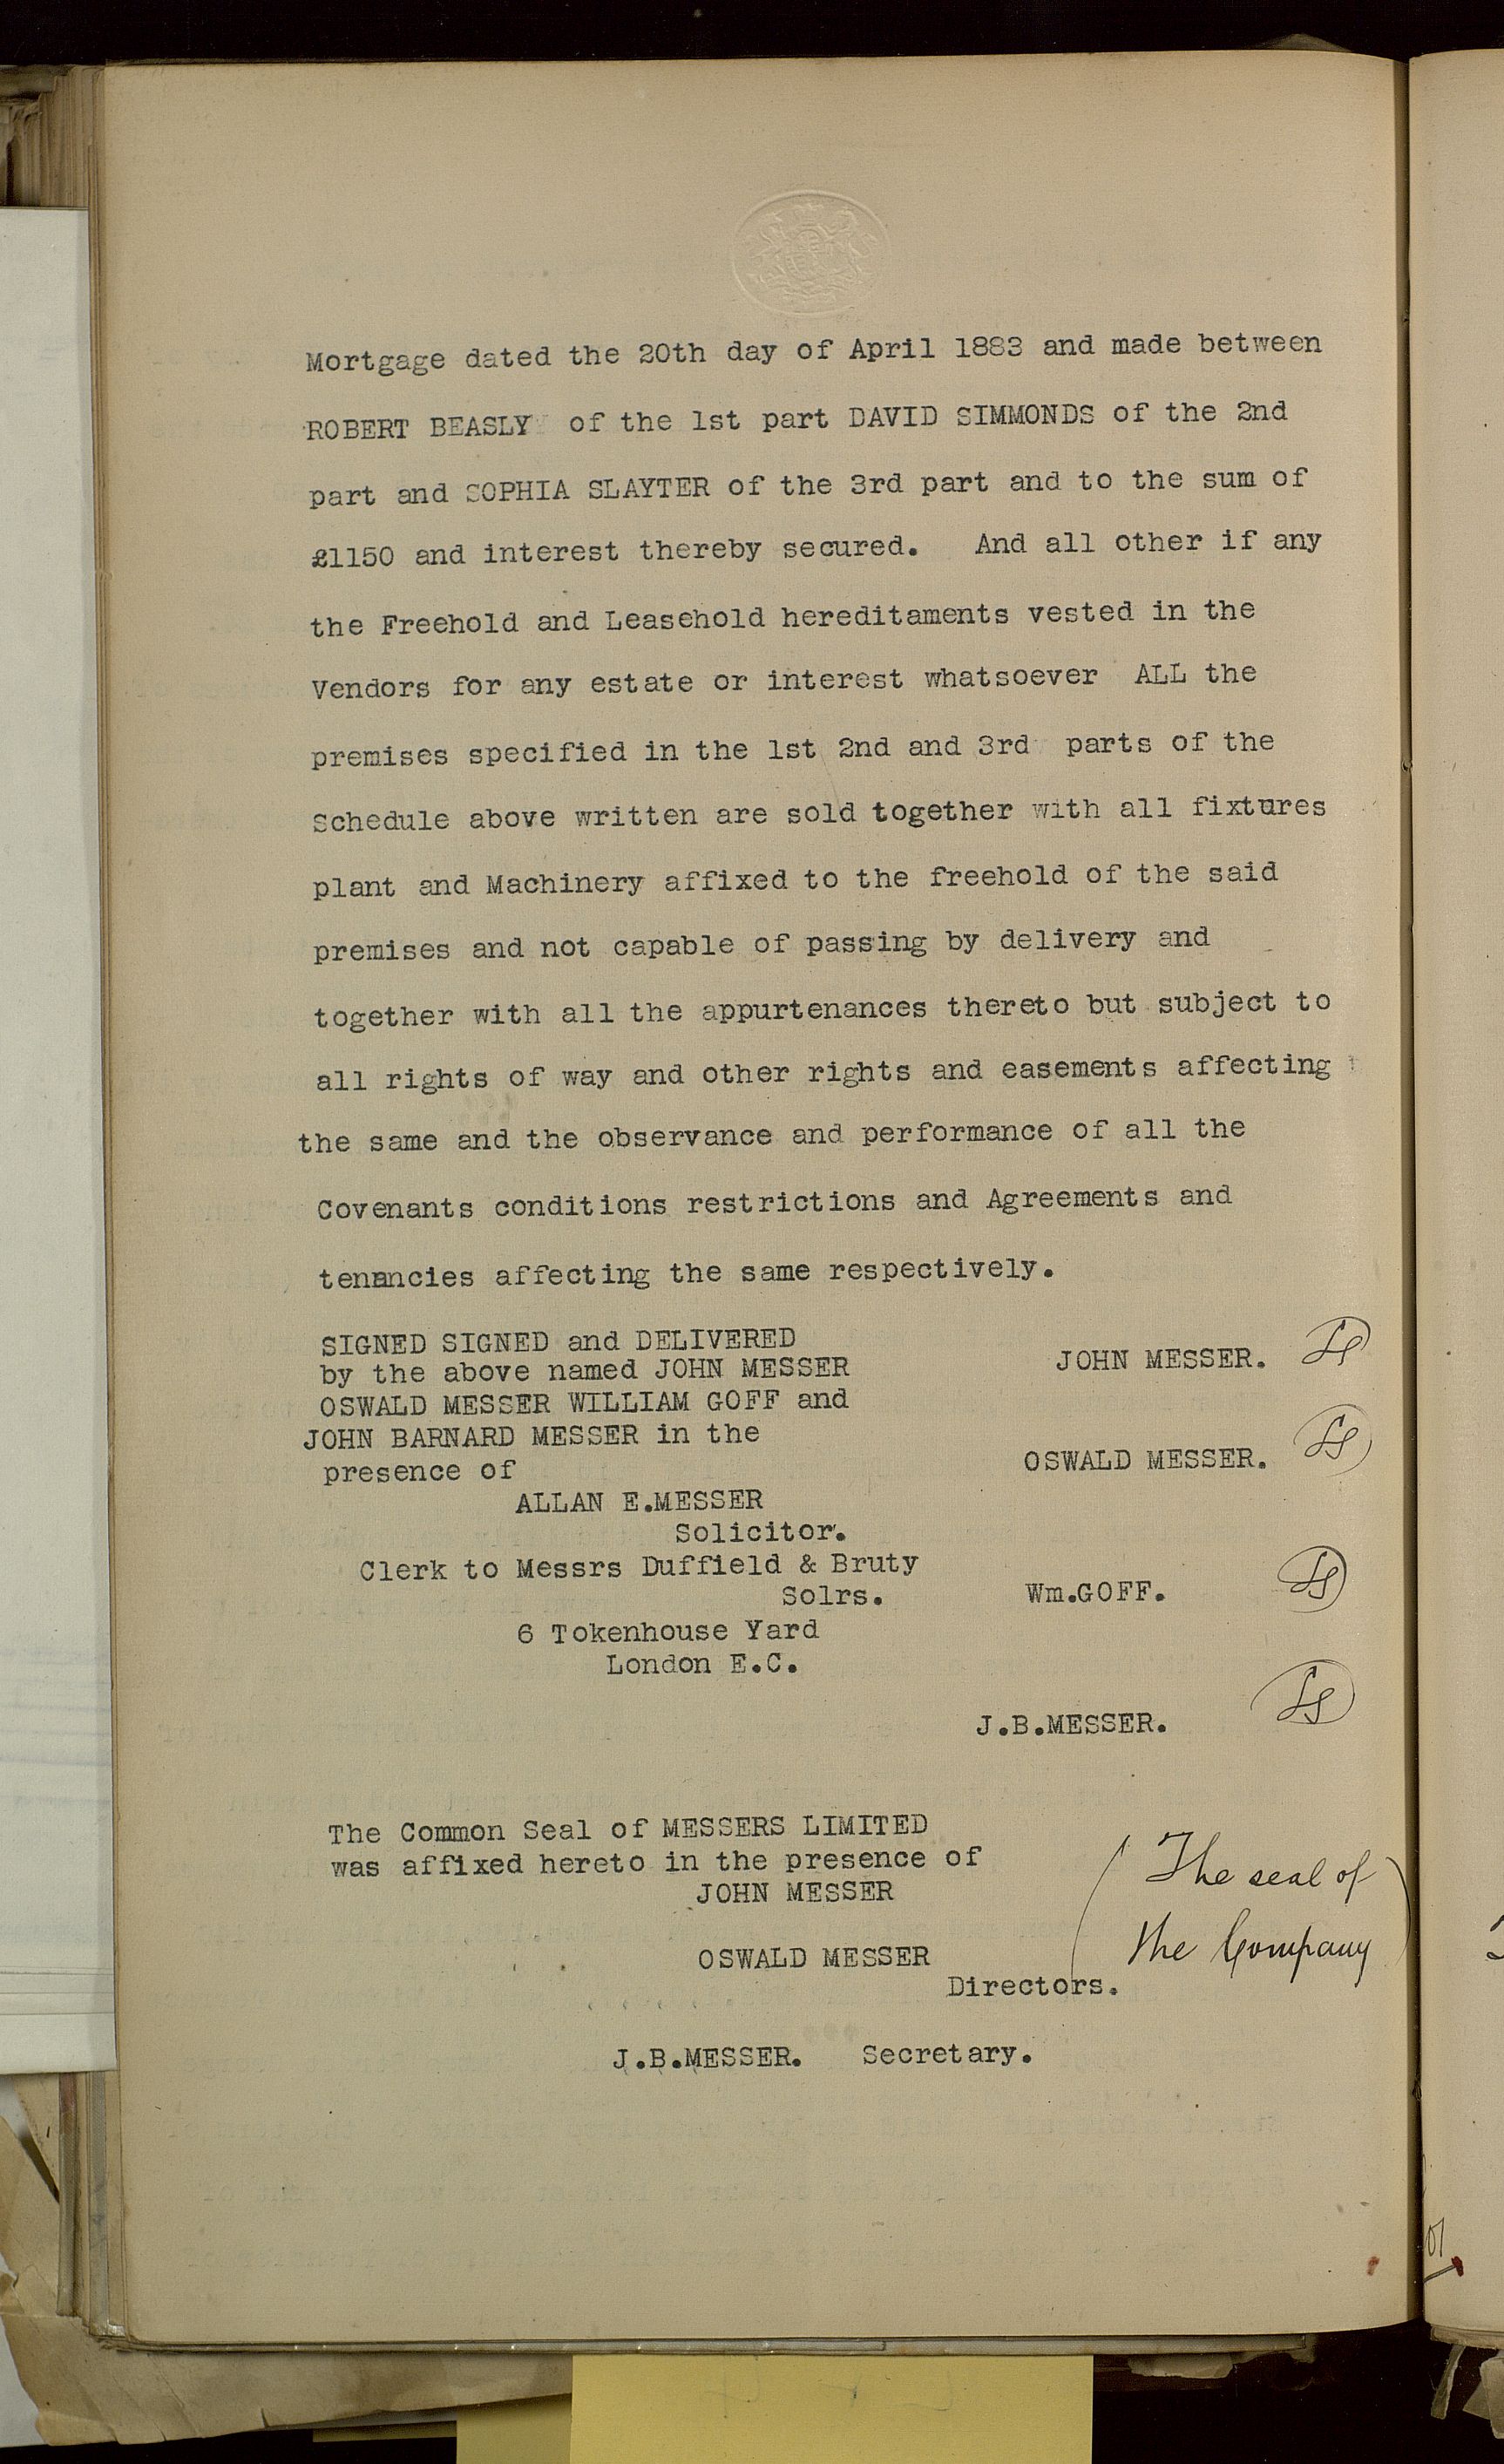 Mortgage dated the 20th day of April 1883 and made between
ROBERT BEASLY of the 1st part DAVID SIMMONDS of the 2nd
part and SOPHIA SLAYTER of the 3rd part and to the sum of
£1150 and interest thereby secured. And all other if any
the Freehold and Leasehold hereditaments vested in the
Vendors for any estate or interest whatsoever ALL the
premises specified in the 1st 2nd and 3rd parts of the
Schedule above written are sold together with all fixtures
plant and Machinery affixed to the freehold of the said
premises and not capable of passing by delivery and
together with all the appurtenances thereto but subject to
all rights of way and other rights and easements affecting
the same and the observance and performance of all the
Covenants conditions restrictions and Agreements and
tenancies affecting the same respectively.
SIGNED SIGNED and DELIVERED
by the above named JOHN MESSER
OSWALD MESSER WILLIAM GOFF and
JOHN BARNARD MESSER in the
presence of
ALLAN E.MESSER
Solicitor.
Clerk to Messrs Duffield & Bruty
Solrs.
6 Tokenhouse Yard
London E.C.
JOHN MESSER.
OSWALD MESSER.
Wm.GOFF.
J.B.MESSER.
The Common Seal of MESSERS LIMITED
was affixed hereto in the presence of
JOHN MESSER
OSWALD MESSER
Directors.
J.B.MESSER. Secretary.
The seal of
the Company